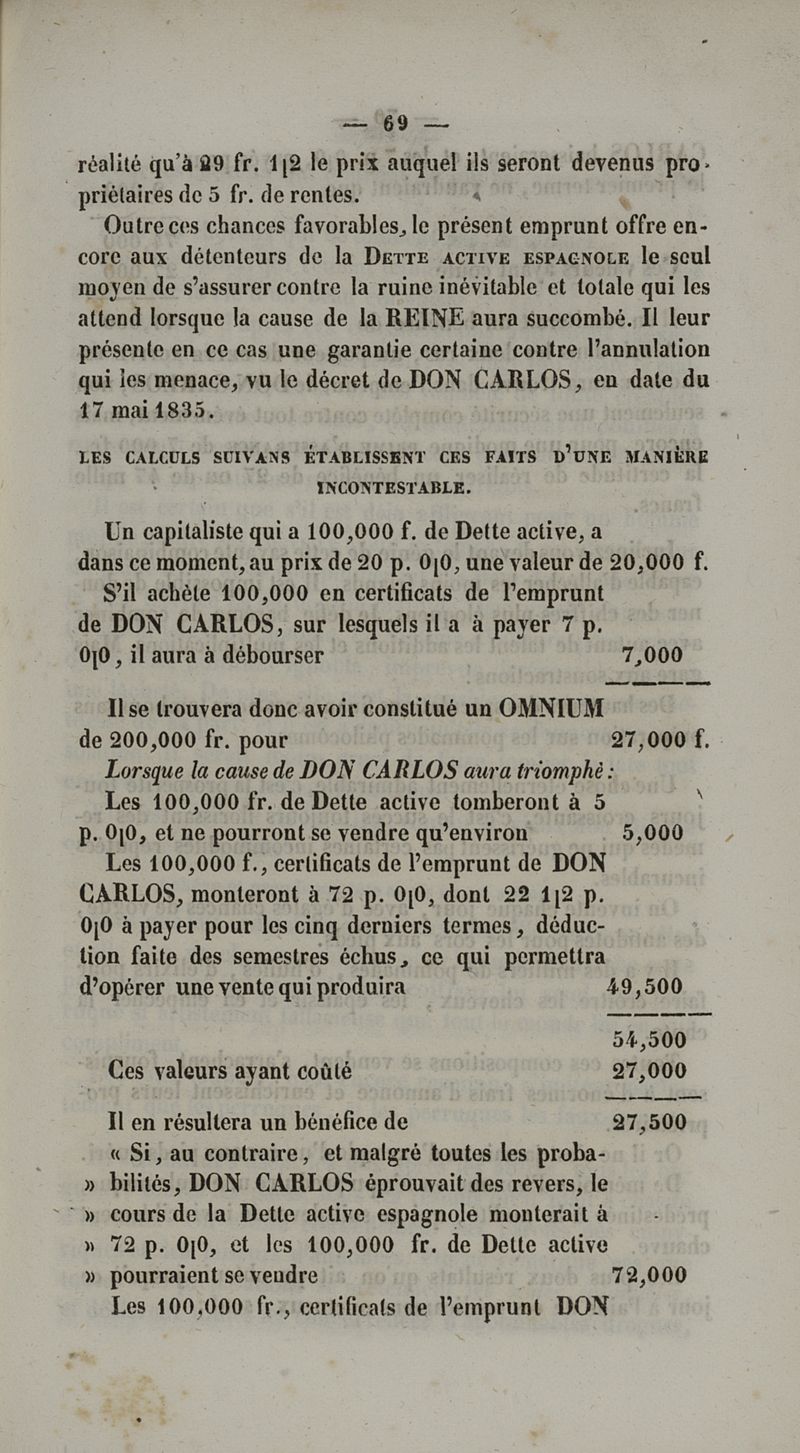 — 69 —
réalité qu'à 29 fr. 1|2 le prix auquel ils seront devenus pro-
priétaires de 5 fr. de rentes.
Outre ces chances favorables, le présent emprunt offre en-
core aux détenteurs de la DETTE ACTIVE ESPAGNOLE le seul
moyen de s'assurer contre la ruine inévitable et totale qui les
attend lorsque la cause de la REINE aura succombé. Il leur
présente en ce cas une garantie certaine contre l'annulation
qui les menace, vu le décret de DON CARLOS, en date du
17 mai 1835.
LES CALCULS SUIVANS ÉTABLISSENT CES FAITS D'UNE MANIÈRE
INCONTESTABLE.
Un capitaliste qui a 100,000 f. de Dette active, a
dans ce moment, au prix de 20 p. 0|0, une valeur de 20,000 f.
S'il achète 100,000 en certificats de l'emprunt
de DON CARLOS, sur lesquels il a à payer 7 p.
0|0, il aura à débourser 7,000
Il se trouvera donc avoir constitué un OMNIUM
de 200,000 fr. pour 27,000 f.
Lorsque la cause de DON CARLOS aura triomphè :
Les 100,000 fr. de Dette active tomberont à 5
p. 0|0, et ne pourront se vendre qu'environ 5,000
Les 100,000 f., certificats de l'emprunt de DON
CARLOS, monteront à 72 p. 0|0, dont 22 1|2 p.
0|0 à payer pour les cinq derniers termes, déduc-
tion faite des semestres échus, ce qui permettra
d'opérer une vente qui produira 49,500
54,500
Ces valeurs ayant coûté 27,000
Il en résultera un bénéfice de 27,500
« Si, au contraire, et malgré toutes les proba-
» bilités, DON CARLOS éprouvait des revers, le
» cours de la Dette active espagnole monterait à
» 72 p. 0|0, et les 100,000 fr. de Dette active
» pourraient se vendre 72,000
Les 100,000 fr., certificats de l'emprunt DON